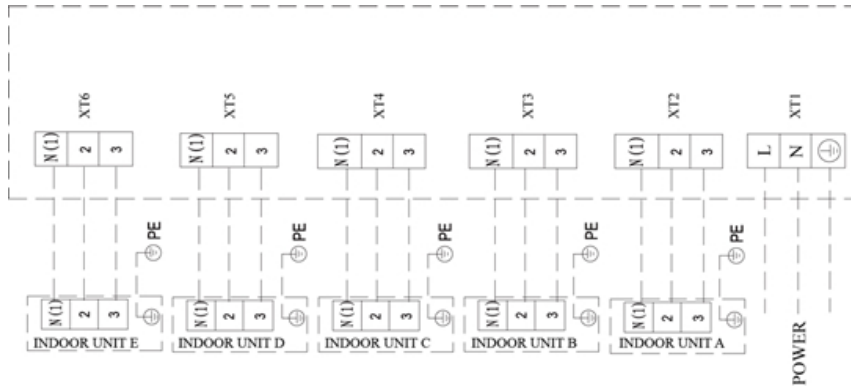 XT6 XT5 XT4 XT3 XT2 XT1
N(1) 2 3 N(1) 2 3 N(1) 2 3 N(1) 2 3 N(1) 2 3 L N
PE PE PE PE PE
N(1) 2 3 N(1) 2 3 N(1) 2 3 N(1) 2 3 N(1) 2 3
INDOOR UNIT E INDOOR UNIT D INDOOR UNIT C INDOOR UNIT B INDOOR UNIT A
POWER